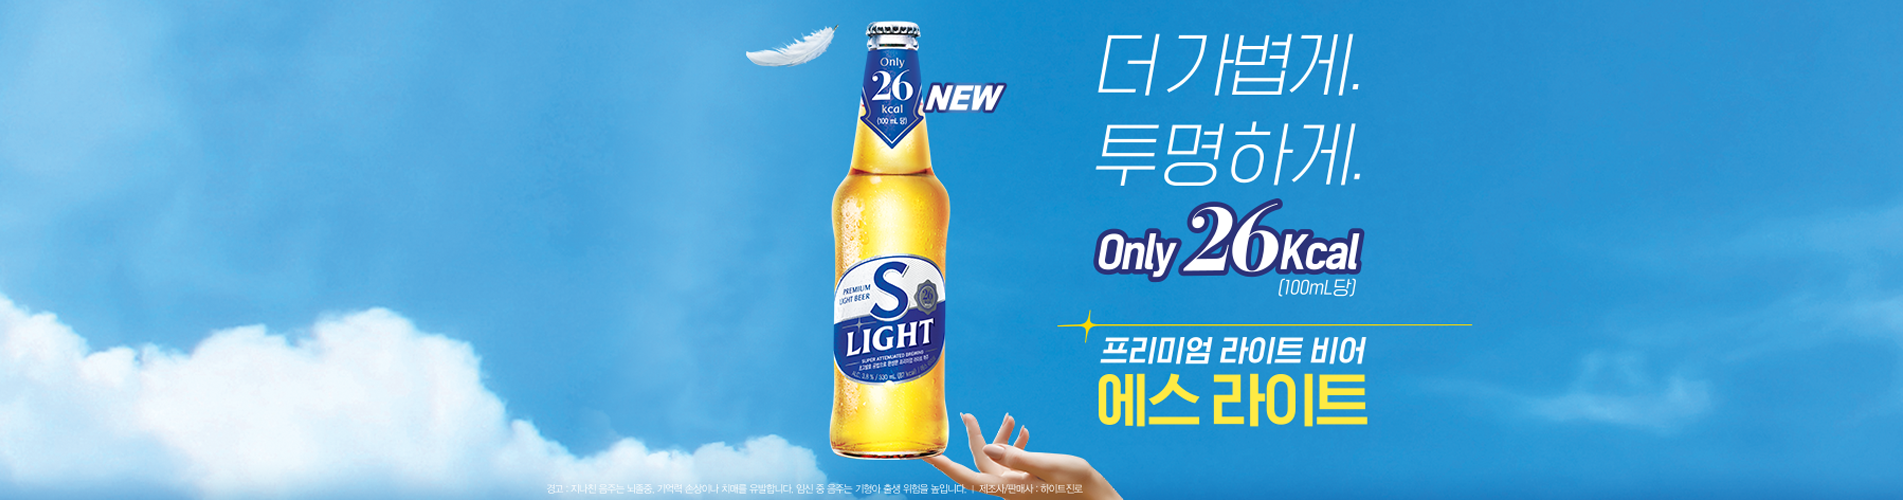 Only
26
kcal
(100 mL 당)
NEW
PREMIUM
LIGHT BEER
S
26
LIGHT
SUPER ATTENUATED BREWING
더 가볍게.
투명하게.
Only 26Kcal
(100mL당)
프리미엄 라이트 비어
에스 라이트
경고 : 지나친 음주는 뇌졸중, 기억력 손상이나 치매를 유발합니다. 임신 중 음주는 기형아 출생 위험을 높입니다. | 제조사/판매사 : 하이트진로